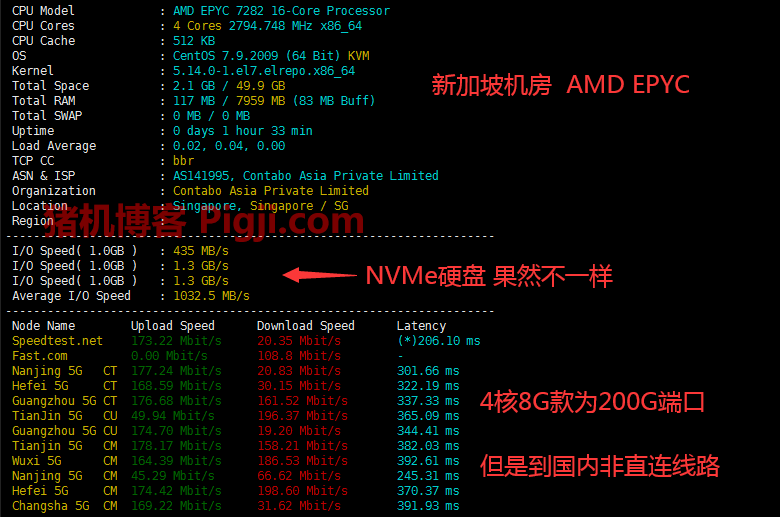 CPU Model : AMD EPYC 7282 16-Core Processor
CPU Cores : 4 Cores 2794.748 MHz x86_64
CPU Cache : 512 KB
OS : CentOS 7.9.2009 (64 Bit) KVM
Kernel : 5.14.0-1.el7.elrepo.x86_64
Total Space : 2.1 GB / 49.9 GB
Total RAM : 117 MB / 7959 MB (83 MB Buff)
Total SWAP : 0 MB / 0 MB
Uptime : 0 days 1 hour 33 min
Load Average : 0.02, 0.04, 0.00
TCP CC : bbr
ASN & ISP : AS141995, Contabo Asia Private Limited
Organization : Contabo Asia Private Limited
Location : Singapore, Singapore / SG
Region :
新加坡机房 AMD EPYC
猪机博客 Pigji.com
I/O Speed( 1.0GB ) : 435 MB/s
I/O Speed( 1.0GB ) : 1.3 GB/s
I/O Speed( 1.0GB ) : 1.3 GB/s
Average I/O Speed : 1032.5 MB/s
NVMe硬盘 果然不一样
Node Name Upload Speed Download Speed Latency
Speedtest.net 173.22 Mbit/s 20.35 Mbit/s (*)206.10 ms
Fast.com 0.00 Mbit/s 108.8 Mbit/s -
Nanjing 5G CT 177.24 Mbit/s 20.83 Mbit/s 301.66 ms
Hefei 5G CT 168.59 Mbit/s 30.15 Mbit/s 322.19 ms
Guangzhou 5G CT 176.68 Mbit/s 161.52 Mbit/s 337.33 ms
TianJin 5G CU 49.94 Mbit/s 196.37 Mbit/s 365.09 ms
Guangzhou 5G CU 174.70 Mbit/s 19.20 Mbit/s 344.41 ms
Tianjin 5G CM 178.17 Mbit/s 158.21 Mbit/s 382.03 ms
Wuxi 5G CM 164.39 Mbit/s 186.53 Mbit/s 392.61 ms
Nanjing 5G CM 45.29 Mbit/s 66.62 Mbit/s 245.31 ms
Hefei 5G CM 174.42 Mbit/s 198.60 Mbit/s 370.37 ms
Changsha 5G CM 169.22 Mbit/s 31.62 Mbit/s 391.93 ms
4核8G款为200G端口
但是到国内非直连线路